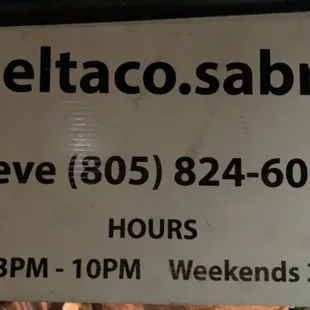 eltaco.sabr
eve (805) 824-60
HOURS
3PM - 10PM Weekends